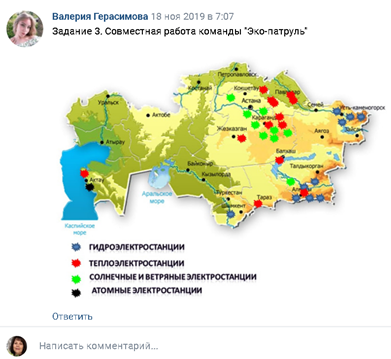 Валерия Герасимова 18 ноя 2019 в 7:07
Задание 3. Совместная работа команды "Эко-патруль"
Петропавловск
Костанай
Кокшетау
Павлодар
Астана
Уральск
Актобе
Семей
Усть-каменогорск
Караганда
Жезказган
Аягоз
Зайсан
Атырау
Балхаш
Байконыр
Талдыкорган
Кызылорда
Аральское
море
Актау
Туркестан
Тараз
Шымкент
Каспийское
море
ГИДРОЭЛЕКТРОСТАНЦИИ
ТЕПЛОЭЛЕКТРОСТАНЦИИ
СОЛНЕЧНЫЕ И ВЕТРЯНЫЕ ЭЛЕКТРОСТАНЦИИ
АТОМНЫЕ ЭЛЕКТРОСТАНЦИИ
Ответить
Написать комментарий...